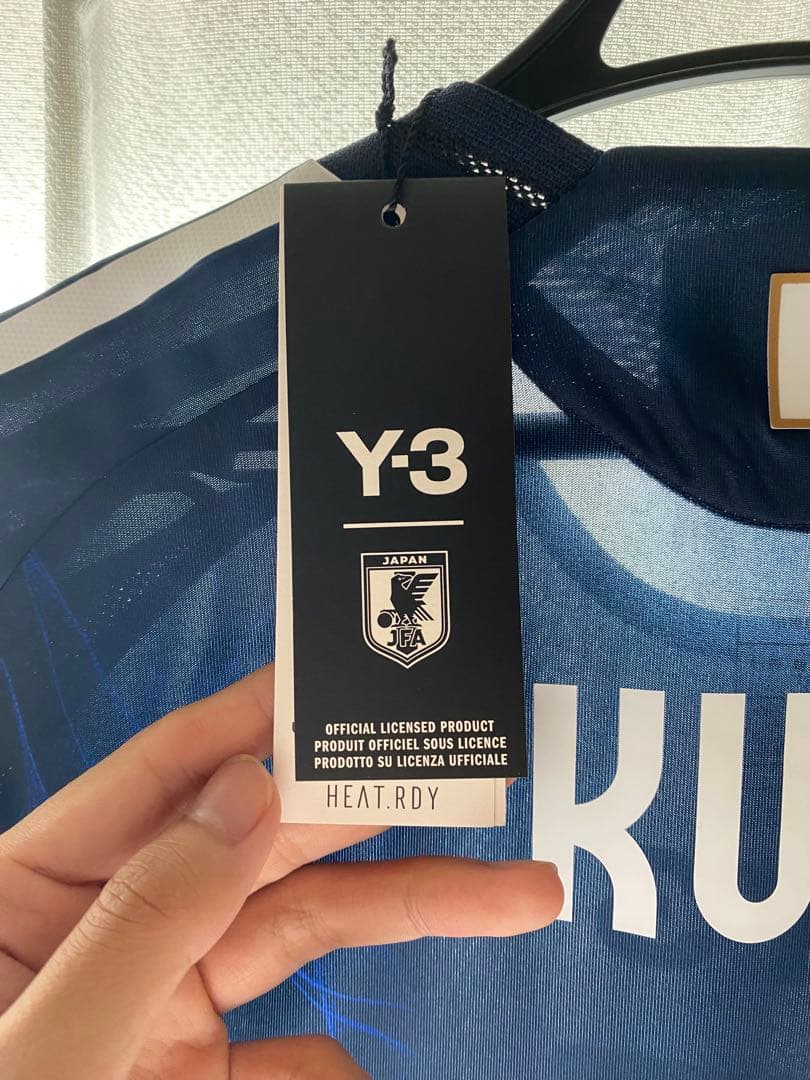 Y-3
JAPAN
JFA
OFFICIAL LICENSED PRODUCT
PRODUIT OFFICIEL SOUS LICENCE
PRODOTTO SU LICENZA UFFICIALE
HEAT.RDY
KU